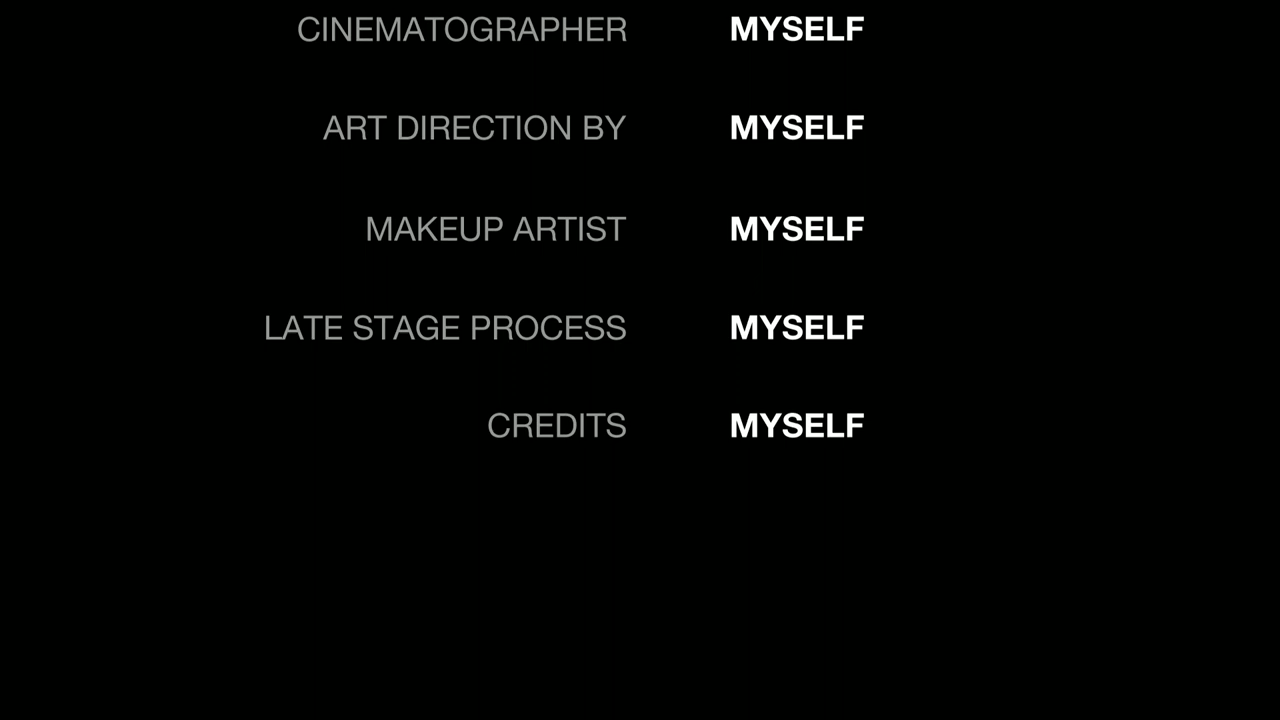 CINEMATOGRAPHER MYSELF
ART DIRECTION BY MYSELF
MAKEUP ARTIST MYSELF
LATE STAGE PROCESS MYSELF
CREDITS MYSELF